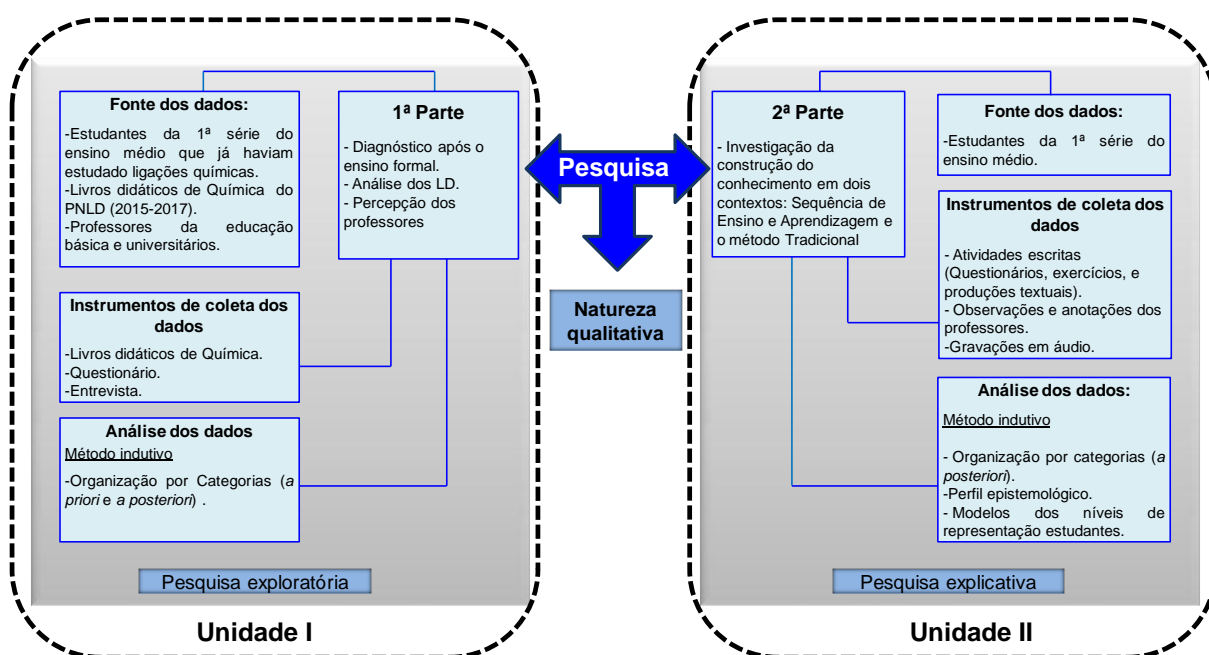 Fonte dos dados:
-Estudantes da 1ª série do
ensino médio que já haviam
estudado ligações químicas.
-Livros didáticos de Química do
PNLD (2015-2017).
-Professores da educação
básica e universitários.
1ª Parte
- Diagnóstico após o
ensino formal.
- Análise dos LD.
- Percepção dos
professores
Instrumentos de coleta dos
dados
-Livros didáticos de Química.
-Questionário.
-Entrevista.
Análise dos dados
Método indutivo
-Organização por Categorias (a
priori e a posteriori) .
Pesquisa exploratória
Unidade I
Pesquisa
Natureza
qualitativa
2ª Parte
- Investigação da
construção do
conhecimento em dois
contextos: Sequência de
Ensino e Aprendizagem e
o método Tradicional
Fonte dos dados:
-Estudantes da 1ª série do
ensino médio.
Instrumentos de coleta dos
dados
- Atividades escritas
(Questionários, exercícios, e
produções textuais).
- Observações e anotações dos
professores.
- Gravações em áudio.
Análise dos dados:
Método indutivo
- Organização por categorias (a
posteriori).
-Perfil epistemológico.
- Modelos dos níveis de
representação estudantes.
Pesquisa explicativa
Unidade II